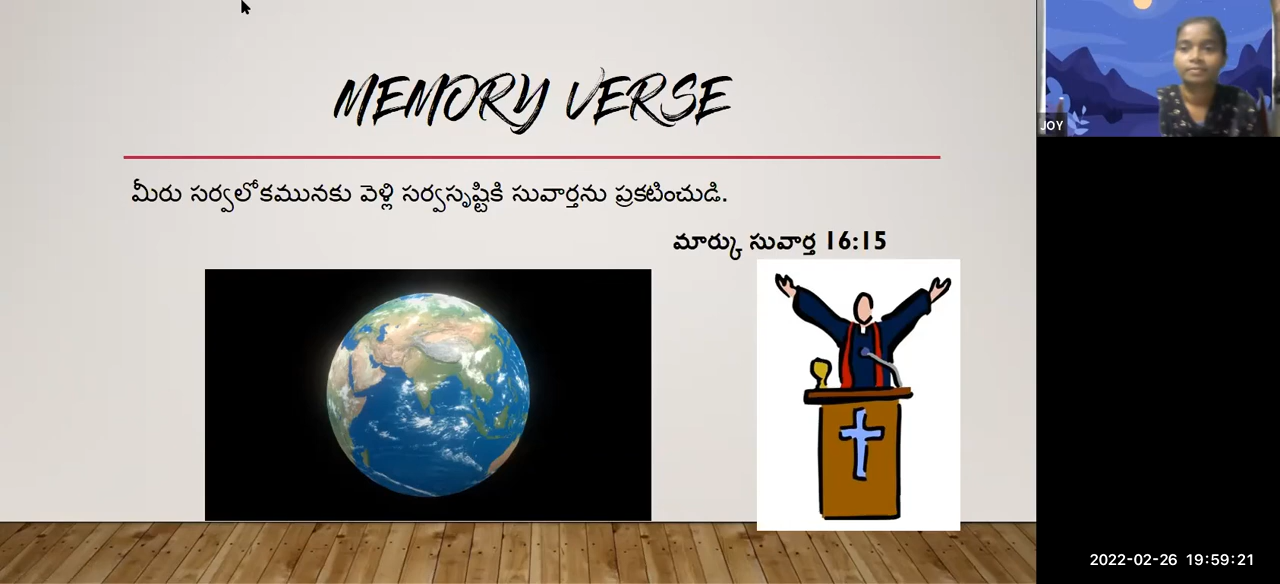 MEMORY VERSE
మీరు సర్వలోకమునకు వెళ్లి సర్వసృష్టికి సువార్తను ప్రకటించుడి.
మార్కు సువార్త 16:15
JOY
2022-02-26 19:59:21